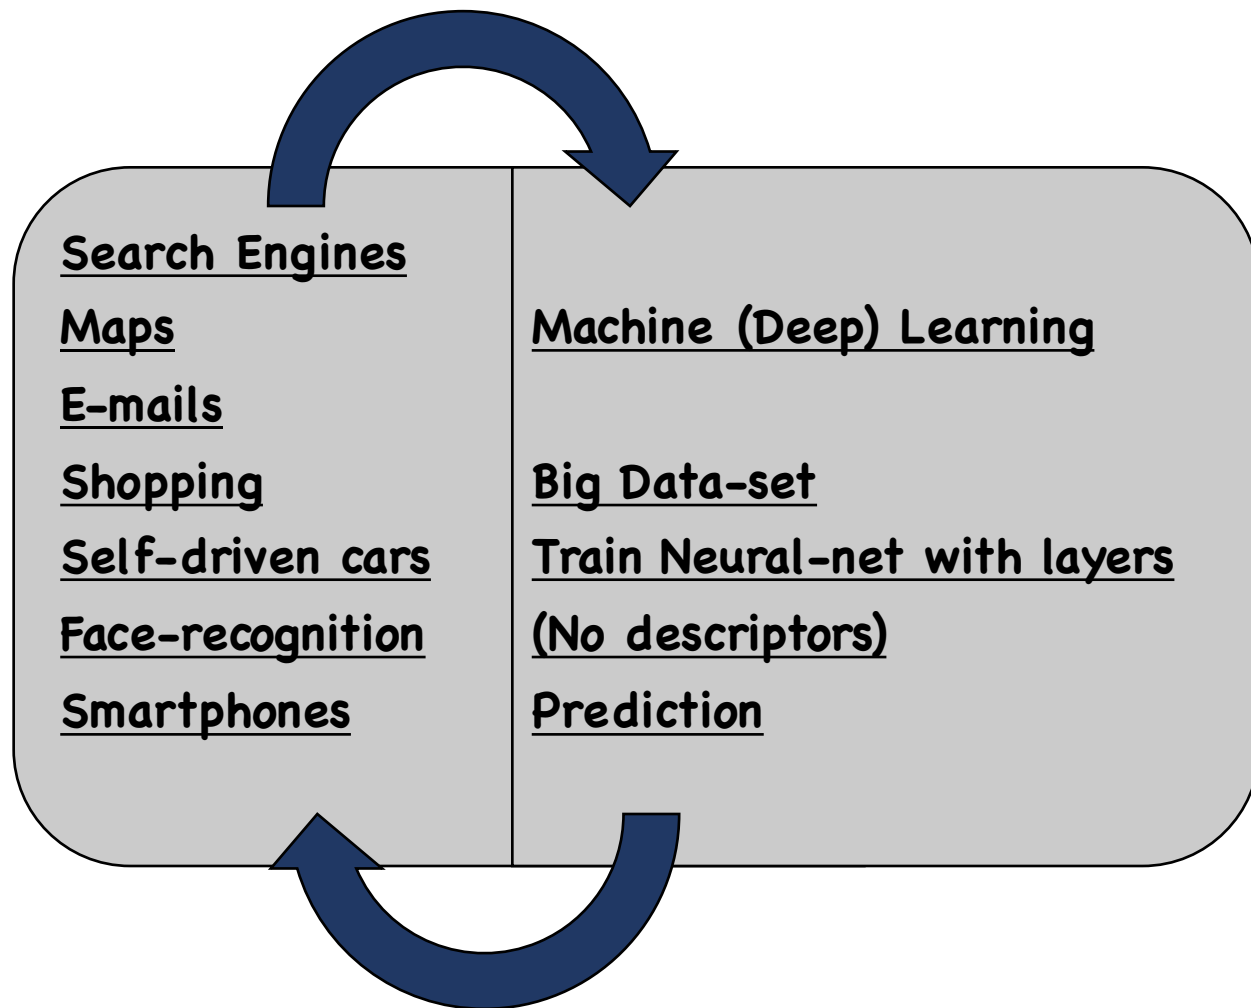 Search Engines
Maps
E-mails
Shopping
Self-driven cars
Face-recognition
Smartphones
Machine (Deep) Learning
Big Data-set
Train Neural-net with layers
(No descriptors)
Prediction